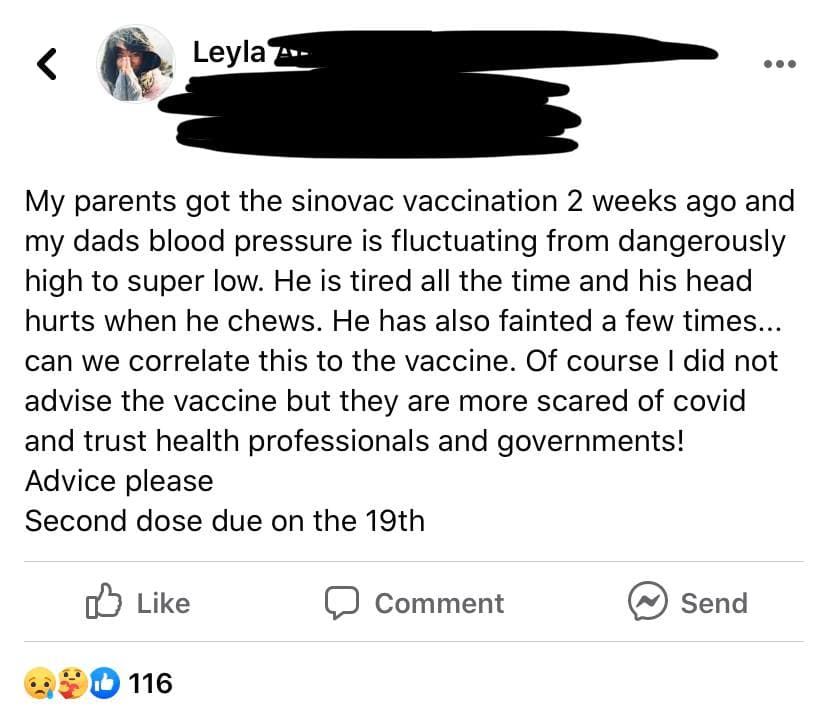 Leyla
My parents got the sinovac vaccination 2 weeks ago and
my dads blood pressure is fluctuating from dangerously
high to super low. He is tired all the time and his head
hurts when he chews. He has also fainted a few times...
can we correlate this to the vaccine. Of course I did not
advise the vaccine but they are more scared of covid
and trust health professionals and governments!
Advice please
Second dose due on the 19th
Like Comment Send
116